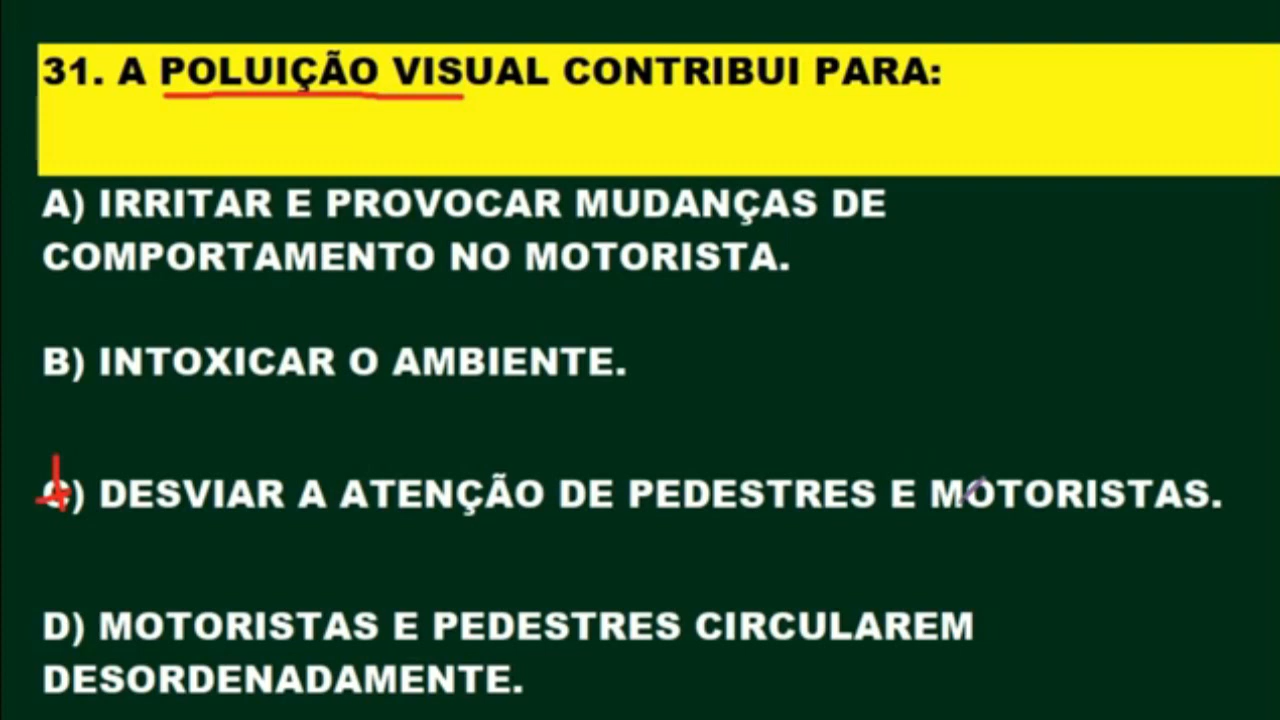 31. A POLUIÇÃO VISUAL CONTRIBUI PARA:
A) IRRITAR E PROVOCAR MUDANÇAS DE
COMPORTAMENTO NO MOTORISTA.
B) INTOXICAR O AMBIENTE.
C) DESVIAR A ATENÇÃO DE PEDESTRES E MOTORISTAS.
D) MOTORISTAS E PEDESTRES CIRCULAREM
DESORDENADAMENTE.